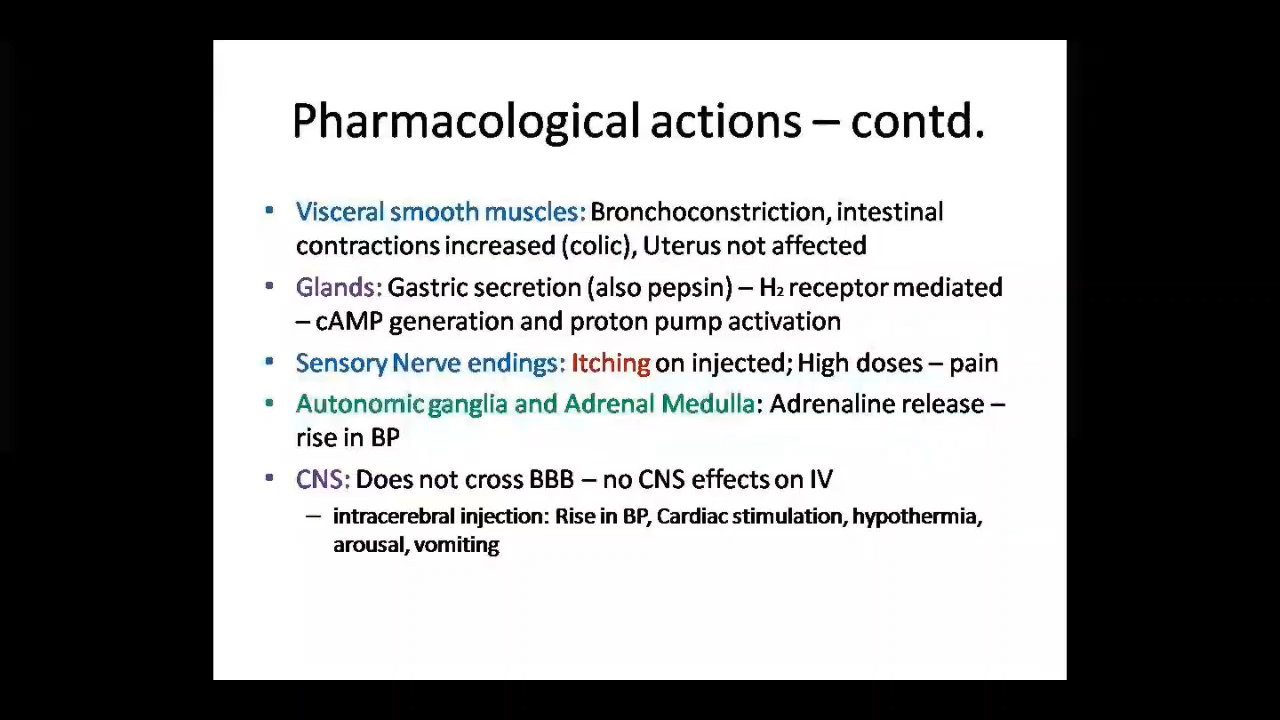 Pharmacological actions – contd.
▪ Visceral smooth muscles: Bronchoconstriction, intestinal
contractions increased (colic), Uterus not affected
▪ Glands: Gastric secretion (also pepsin) – H₂ receptor mediated
– cAMP generation and proton pump activation
▪ Sensory Nerve endings: Itching on injected; High doses – pain
▪ Autonomic ganglia and Adrenal Medulla: Adrenaline release –
rise in BP
▪ CNS: Does not cross BBB – no CNS effects on IV
– intracerebral injection: Rise in BP, Cardiac stimulation, hypothermia,
arousal, vomiting